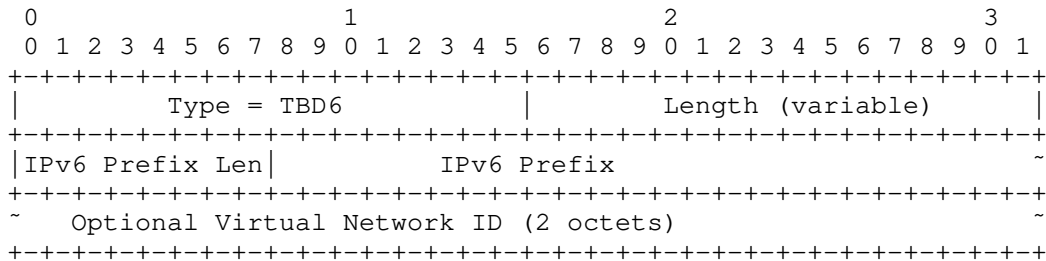 0                   1                   2                   3
 0 1 2 3 4 5 6 7 8 9 0 1 2 3 4 5 6 7 8 9 0 1 2 3 4 5 6 7 8 9 0 1
+-+-+-+-+-+-+-+-+-+-+-+-+-+-+-+-+-+-+-+-+-+-+-+-+-+-+-+-+-+-+-+-+
|         Type = TBD6           |        Length (variable)      |
+-+-+-+-+-+-+-+-+-+-+-+-+-+-+-+-+-+-+-+-+-+-+-+-+-+-+-+-+-+-+-+-+
|IPv6 Prefix Len|          IPv6 Prefix                          ~
+-+-+-+-+-+-+-+-+-+-+-+-+-+-+-+-+-+-+-+-+-+-+-+-+-+-+-+-+-+-+-+-+
~   Optional Virtual Network ID (2 octets)                      ~
+-+-+-+-+-+-+-+-+-+-+-+-+-+-+-+-+-+-+-+-+-+-+-+-+-+-+-+-+-+-+-+-+